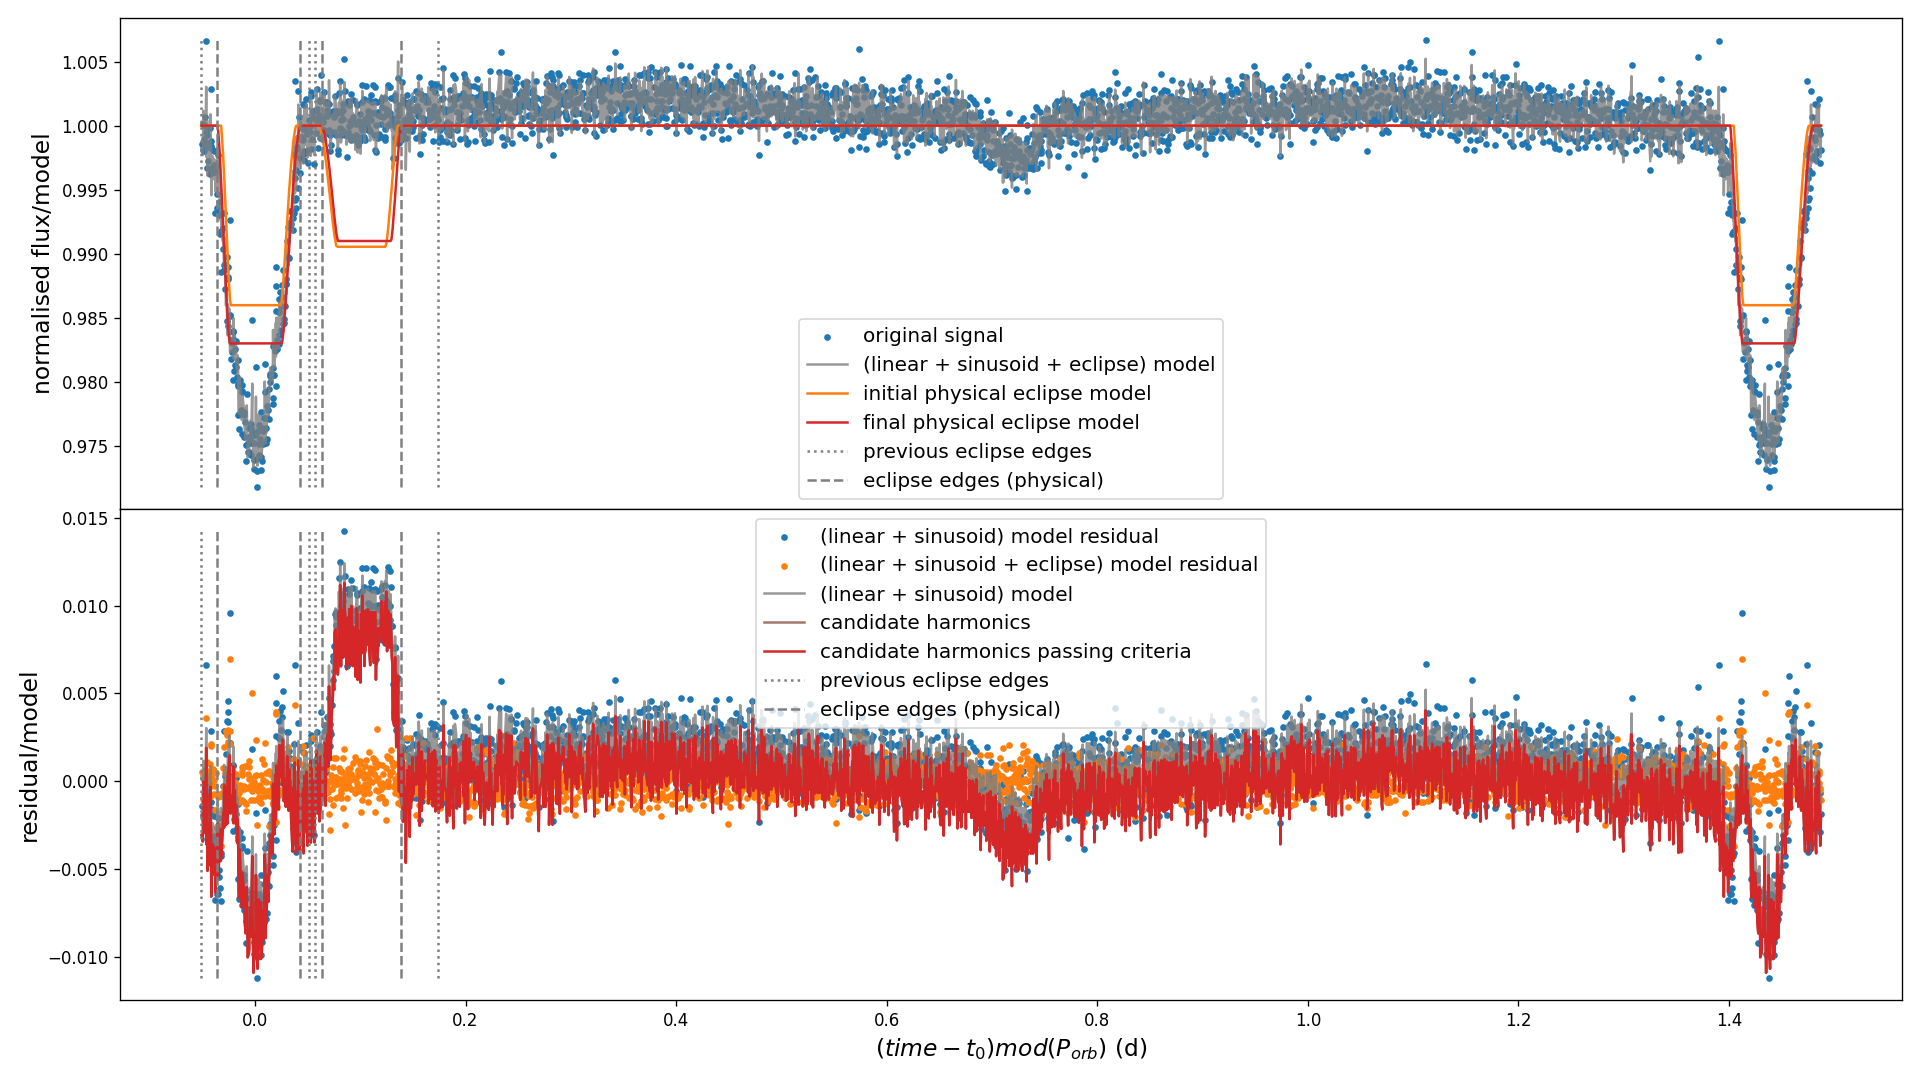 normalised flux/model
1.005
1.000
0.995
0.990
0.985
0.980
0.975
original signal
(linear + sinusoid + eclipse) model
initial physical eclipse model
final physical eclipse model
previous eclipse edges
eclipse edges (physical)
residual/model
0.015
0.010
0.005
0.000
−0.005
−0.010
(linear + sinusoid) model residual
(linear + sinusoid + eclipse) model residual
(linear + sinusoid) model
candidate harmonics
candidate harmonics passing criteria
previous eclipse edges
eclipse edges (physical)
0.0 0.2 0.4 0.6 0.8 1.0 1.2 1.4
(time − t₀)mod(Pₒᵣb) (d)